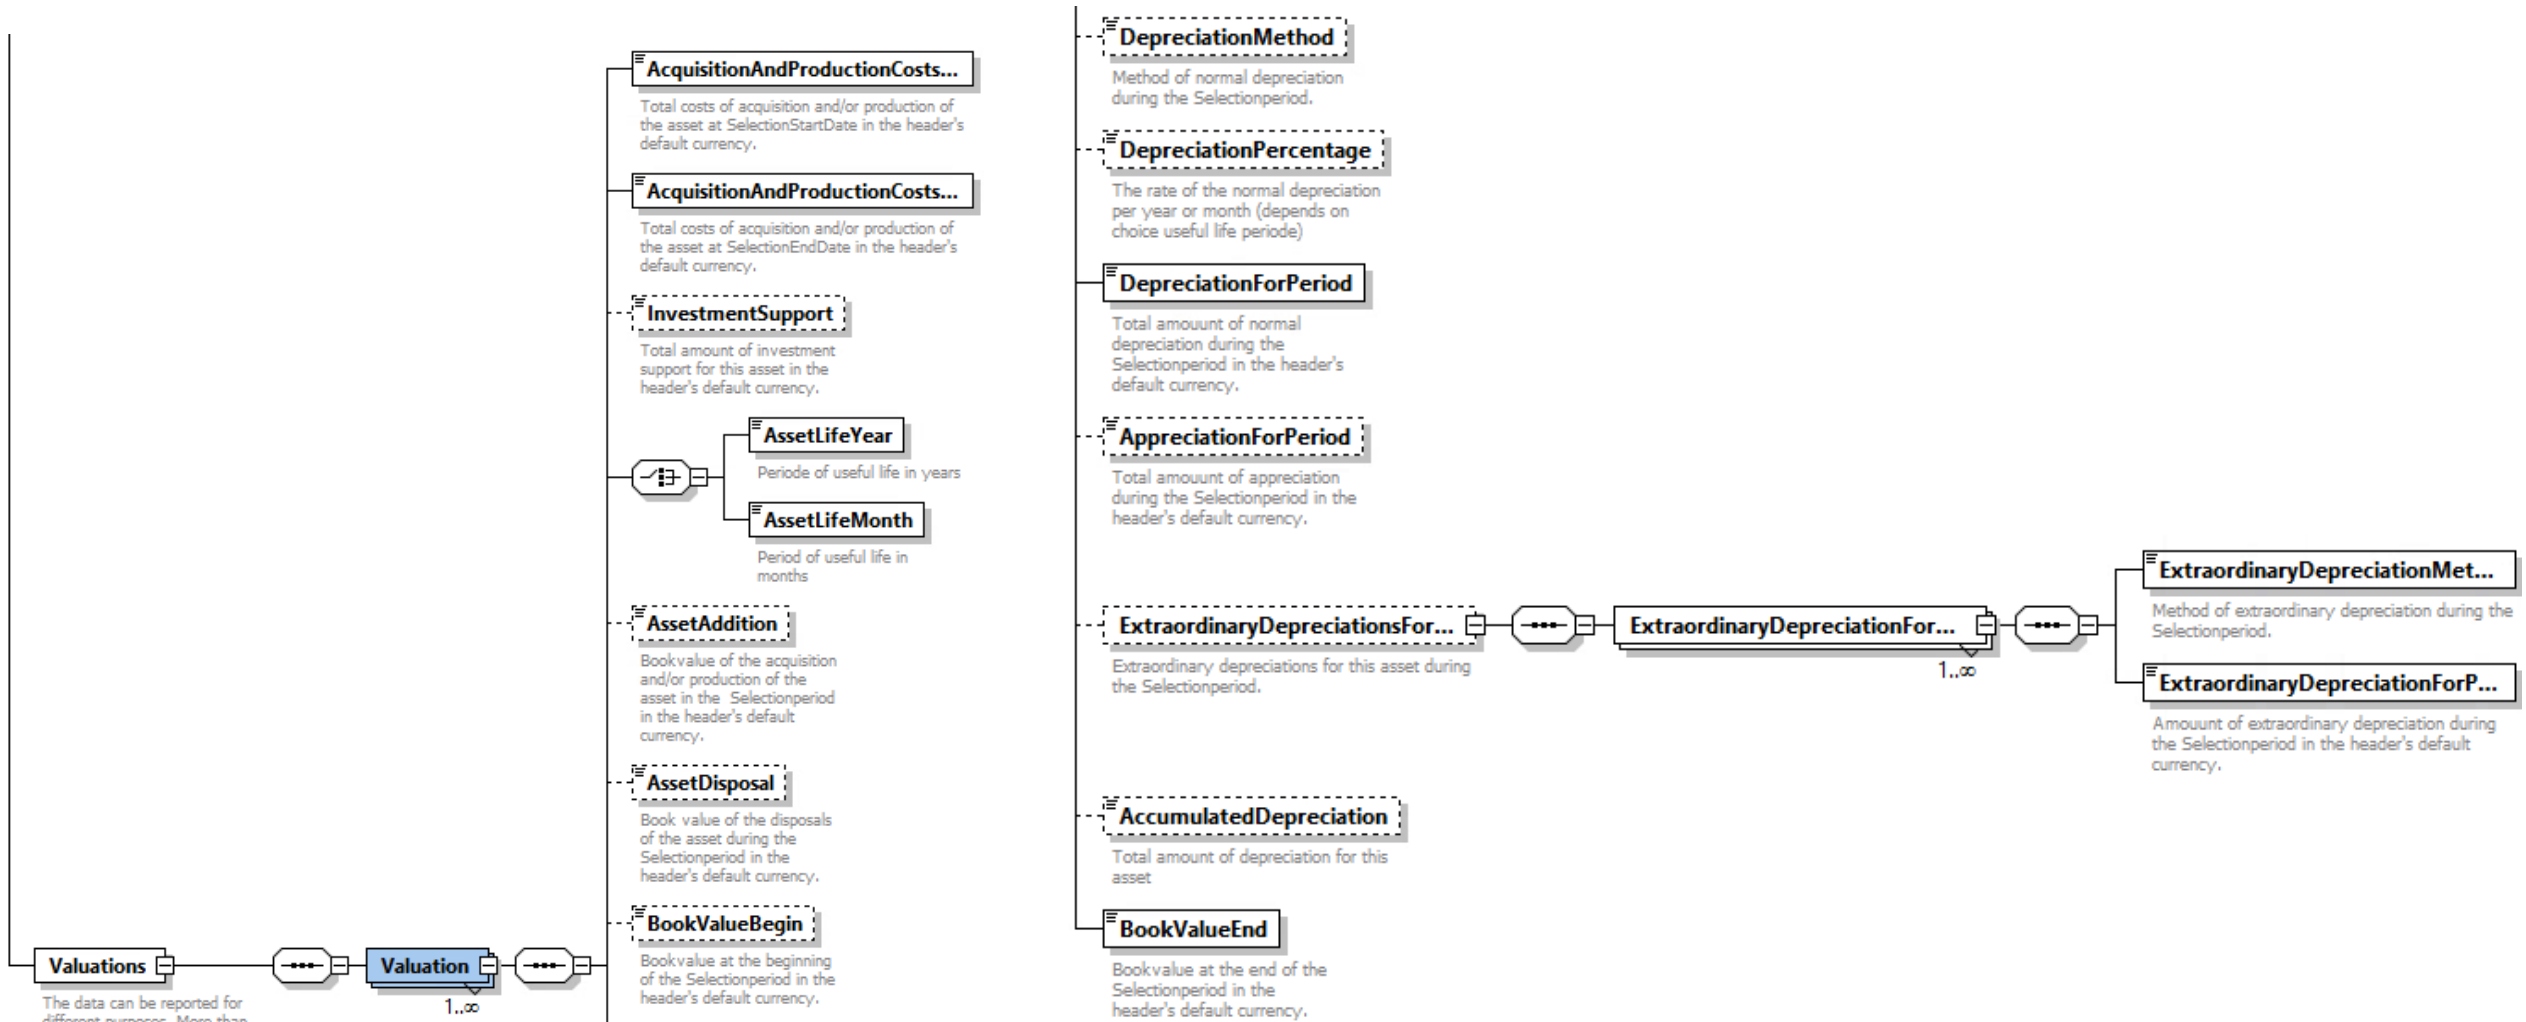 AcquisitionAndProductionCosts...
Total costs of acquisition and/or production of
the asset at SelectionStartDate in the header's
default currency.
AcquisitionAndProductionCosts...
Total costs of acquisition and/or production of
the asset at SelectionEndDate in the header's
default currency.
InvestmentSupport
Total amount of investment
support for this asset in the
header's default currency.
AssetLifeYear
Periode of useful life in years
AssetLifeMonth
Period of useful life in
months
AssetAddition
Bookvalue of the acquisition
and/or production of the
asset in the Selectionperiod
in the header's default
currency.
AssetDisposal
Book value of the disposals
of the asset during the
Selectionperiod in the
header's default currency.
BookValueBegin
Bookvalue at the beginning
of the Selectionperiod in the
header's default currency.
Valuations
The data can be reported for
different purposes. More than
Valuation
1..∞
DepreciationMethod
Method of normal depreciation
during the Selectionperiod.
DepreciationPercentage
The rate of the normal depreciation
per year or month (depends on
choice useful life periode)
DepreciationForPeriod
Total amouunt of normal
depreciation during the
Selectionperiod in the header's
default currency.
AppreciationForPeriod
Total amouunt of appreciation
during the Selectionperiod in the
header's default currency.
ExtraordinaryDepreciationsFor...
Extraordinary depreciations for this asset during
the Selectionperiod.
ExtraordinaryDepreciationFor...
1..∞
ExtraordinaryDepreciationMet...
Method of extraordinary depreciation during the
Selectionperiod.
ExtraordinaryDepreciationForP...
Amouunt of extraordinary depreciation during
the Selectionperiod in the header's default
currency.
AccumulatedDepreciation
Total amount of depreciation for this
asset
BookValueEnd
Bookvalue at the end of the
Selectionperiod in the
header's default currency.